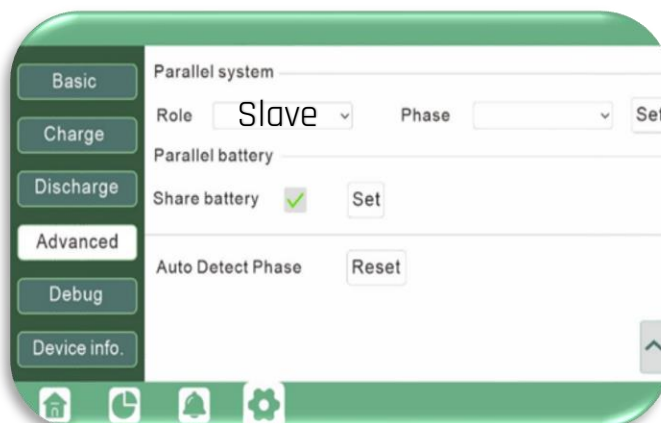 Basic
Charge
Discharge
Advanced
Debug
Device info.
Parallel system
Role Slave Phase Set
Parallel battery
Share battery Set
Auto Detect Phase Reset